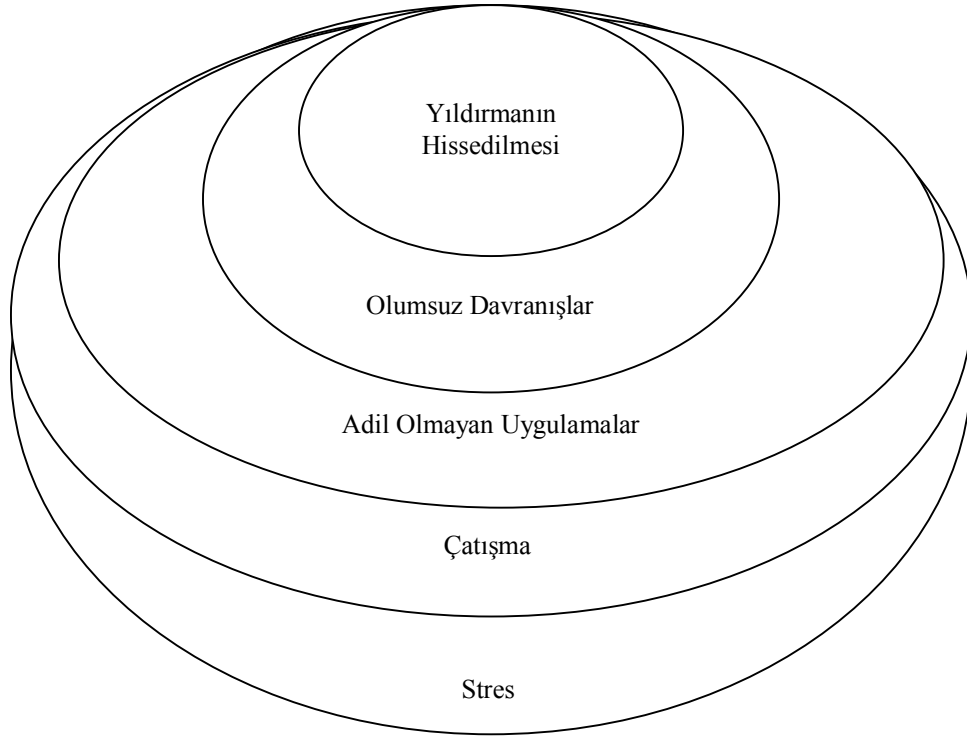 Yıldırmanın
Hissedilmesi
Olumsuz Davranışlar
Adil Olmayan Uygulamalar
Çatışma
Stres